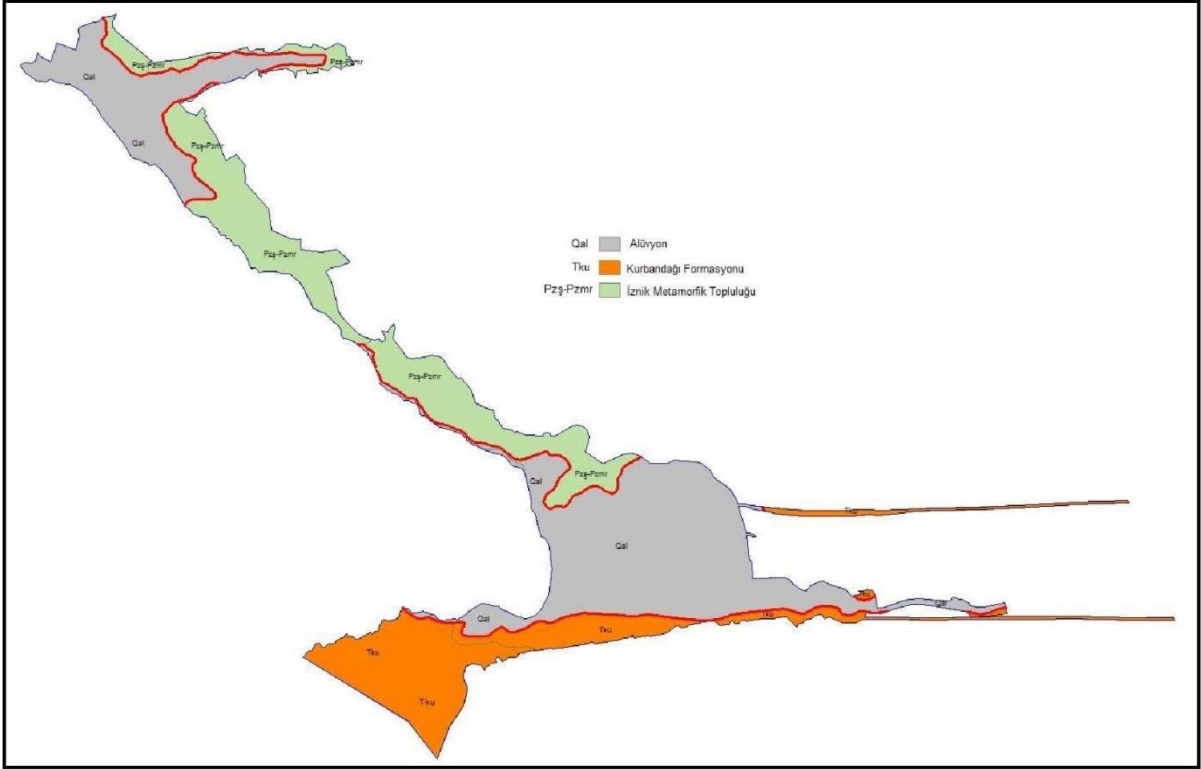 Pzş-Pzmr
Pzş-Pzmr
Qal
Qal
Pzş-Pzmr
Pzş-Pzmr
Qal Alüvyon
Tku Kurbandağı Formasyonu
Pzş-Pzmr İznik Metamorfik Topluluğu
Pzş-Pzmr
Pzş-Pzmr
Qal
Tku
Qal
Tku
Qal
Tku
Qal
Tku
Tku
Tku